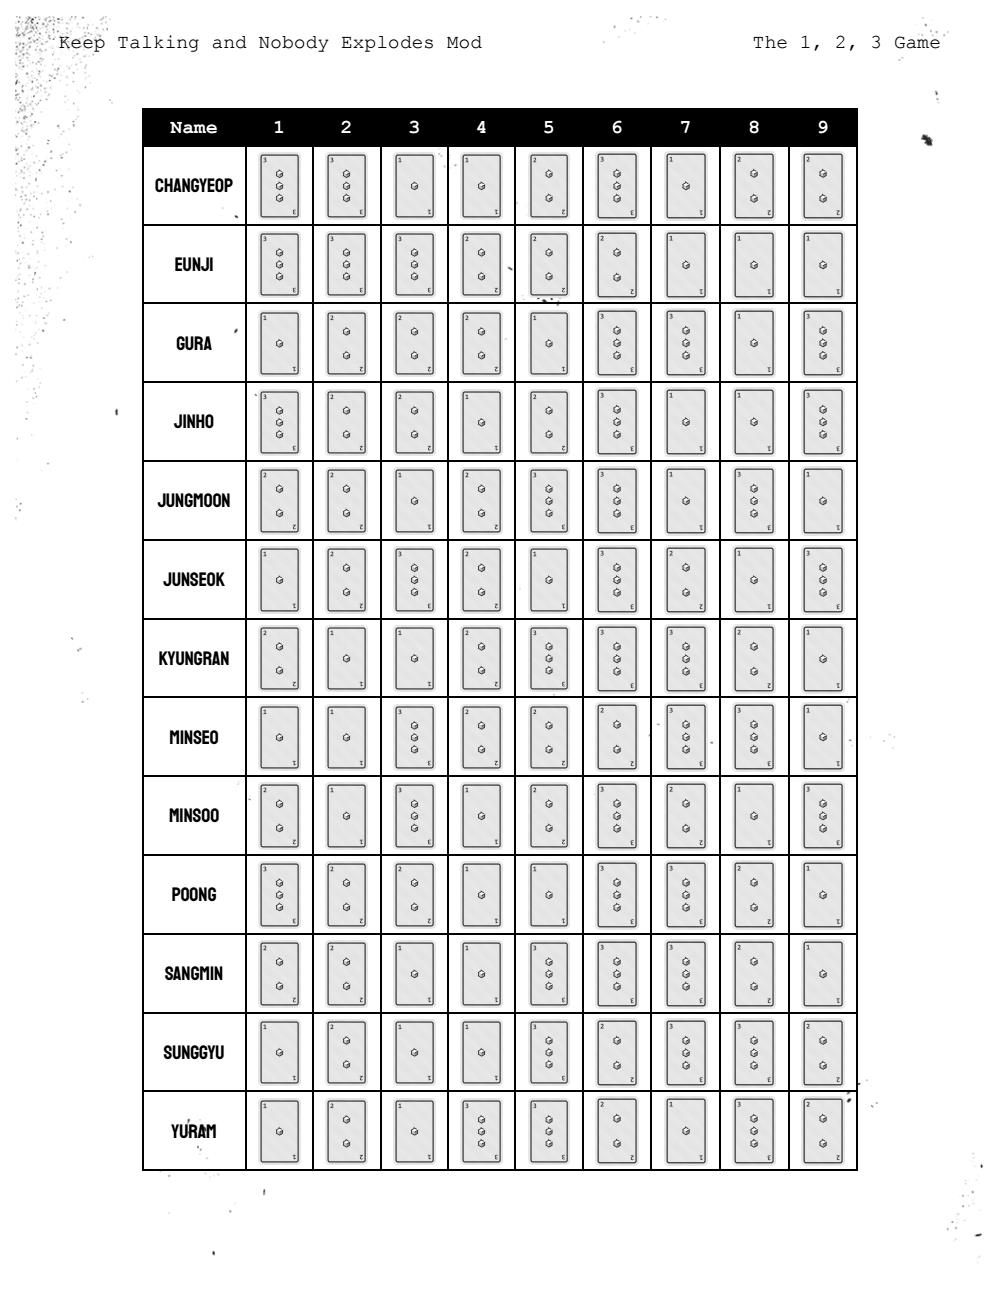 Keep Talking and Nobody Explodes Mod The 1, 2, 3 Game
Name 1 2 3 4 5 6 7 8 9
CHANGYEOP 3 3 1 1 2 3 1 2 2
EUNJI 3 3 3 2 2 2 1 1 1
GURA 1 2 2 2 1 3 3 1 3
JINHO 3 2 2 1 2 3 1 1 3
JUNGMOON 2 2 1 2 3 3 1 3 1
JUNSEOK 1 2 3 2 1 3 2 1 3
KYUNGRAN 2 1 1 2 3 3 3 2 1
MINSEO 1 1 3 2 2 2 3 3 1
MINSOO 2 1 3 1 2 3 2 1 3
POONG 3 2 2 1 1 3 3 2 1
SANGMIN 2 2 1 1 3 3 3 2 1
SUNGGYU 1 2 1 1 3 2 3 3 2
YURAM 1 2 1 3 3 2 1 3 2